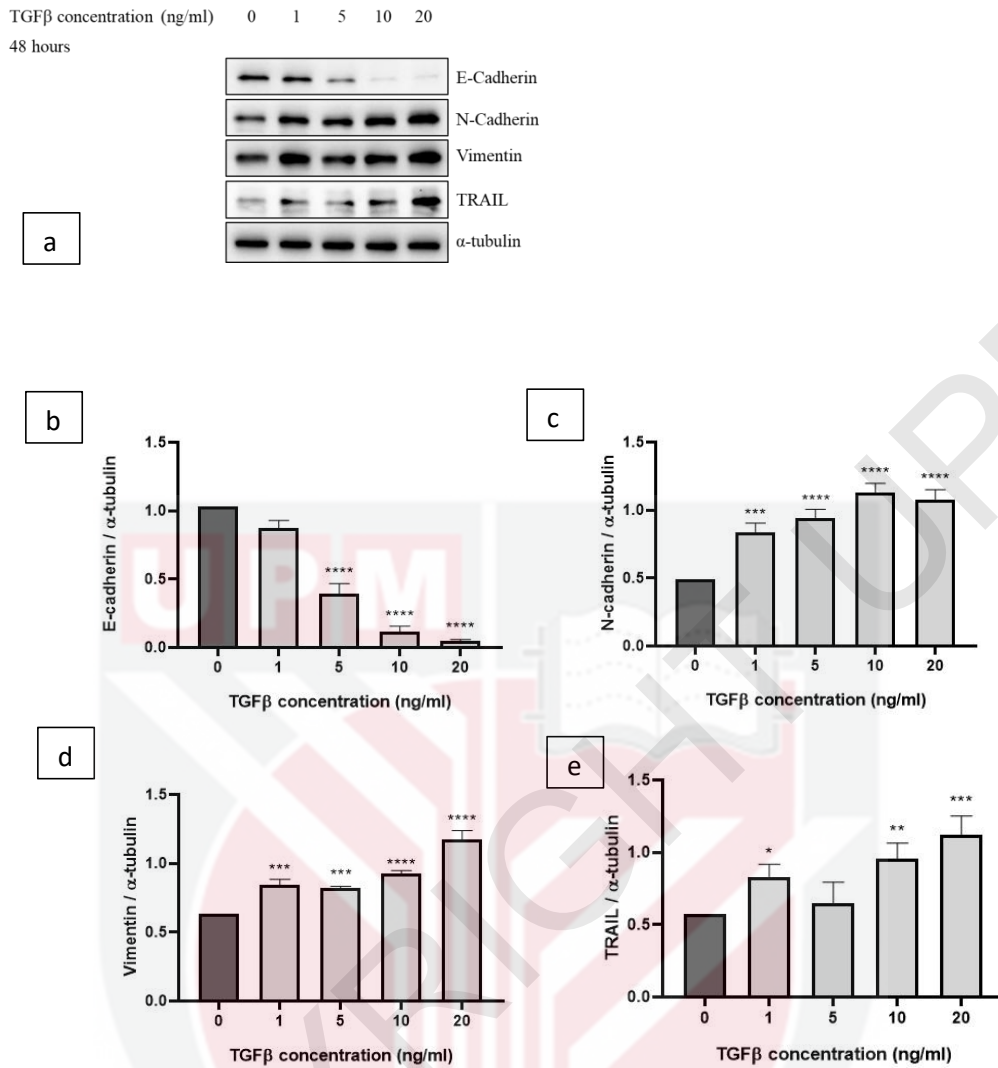 TGFβ concentration (ng/ml) 0 1 5 10 20
48 hours
E-Cadherin
N-Cadherin
Vimentin
TRAIL
α-tubulin
a
b
1.5
1.0
0.5
0.0
E-cadherin / α-tubulin
****
****
****
0 1 5 10 20
TGFβ concentration (ng/ml)
c
1.5
1.0
0.5
0.0
N-cadherin / α-tubulin
***
****
****
****
0 1 5 10 20
TGFβ concentration (ng/ml)
d
1.5
1.0
0.5
0.0
Vimentin / α-tubulin
***
***
****
****
0 1 5 10 20
TGFβ concentration (ng/ml)
e
1.5
1.0
0.5
0.0
TRAIL / α-tubulin
*
**
***
0 1 5 10 20
TGFβ concentration (ng/ml)
UPM
YRIGHT UP